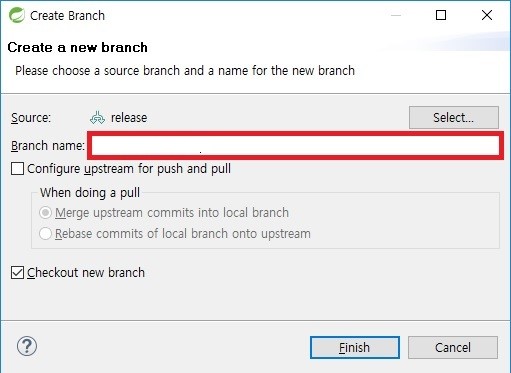 Create Branch
Create a new branch
Please choose a source branch and a name for the new branch
Source: release Select...
Branch name:
Configure upstream for push and pull
When doing a pull
Merge upstream commits into local branch
Rebase commits of local branch onto upstream
Checkout new branch
? Finish Cancel